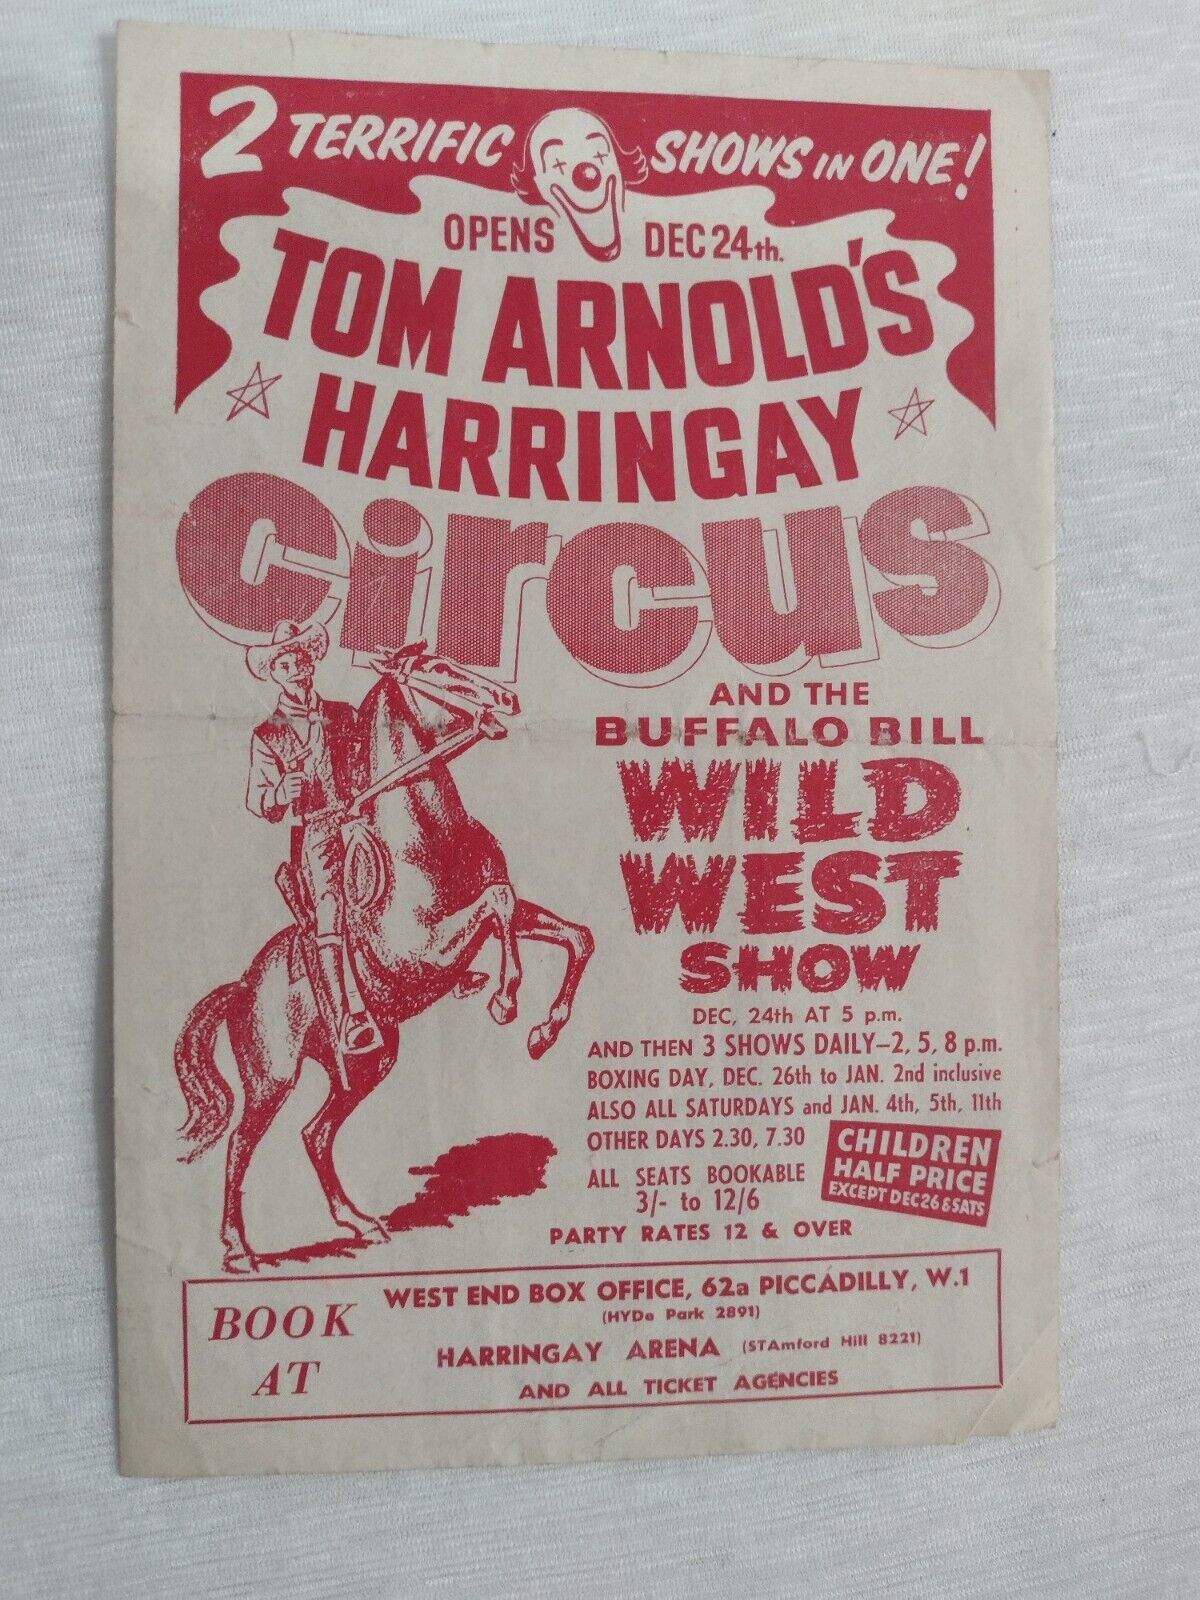 2 TERRIFIC SHOWS IN ONE!
OPENS DEC 24th.
TOM ARNOLD'S
HARRINGAY
Circus
AND THE
BUFFALO BILL
WILD
WEST
SHOW
DEC, 24th AT 5 p.m.
AND THEN 3 SHOWS DAILY—2, 5, 8 p.m.
BOXING DAY, DEC. 26th to JAN. 2nd inclusive
ALSO ALL SATURDAYS and JAN. 4th, 5th, 11th
OTHER DAYS 2.30, 7.30
ALL SEATS BOOKABLE
3/- to 12/6
CHILDREN
HALF PRICE
EXCEPT DEC 26 & SATS
PARTY RATES 12 & OVER
BOOK
AT
WEST END BOX OFFICE, 62a PICCADILLY, W.1
(HYDe Park 2891)
HARRINGAY ARENA (STAmford Hill 8221)
AND ALL TICKET AGENCIES